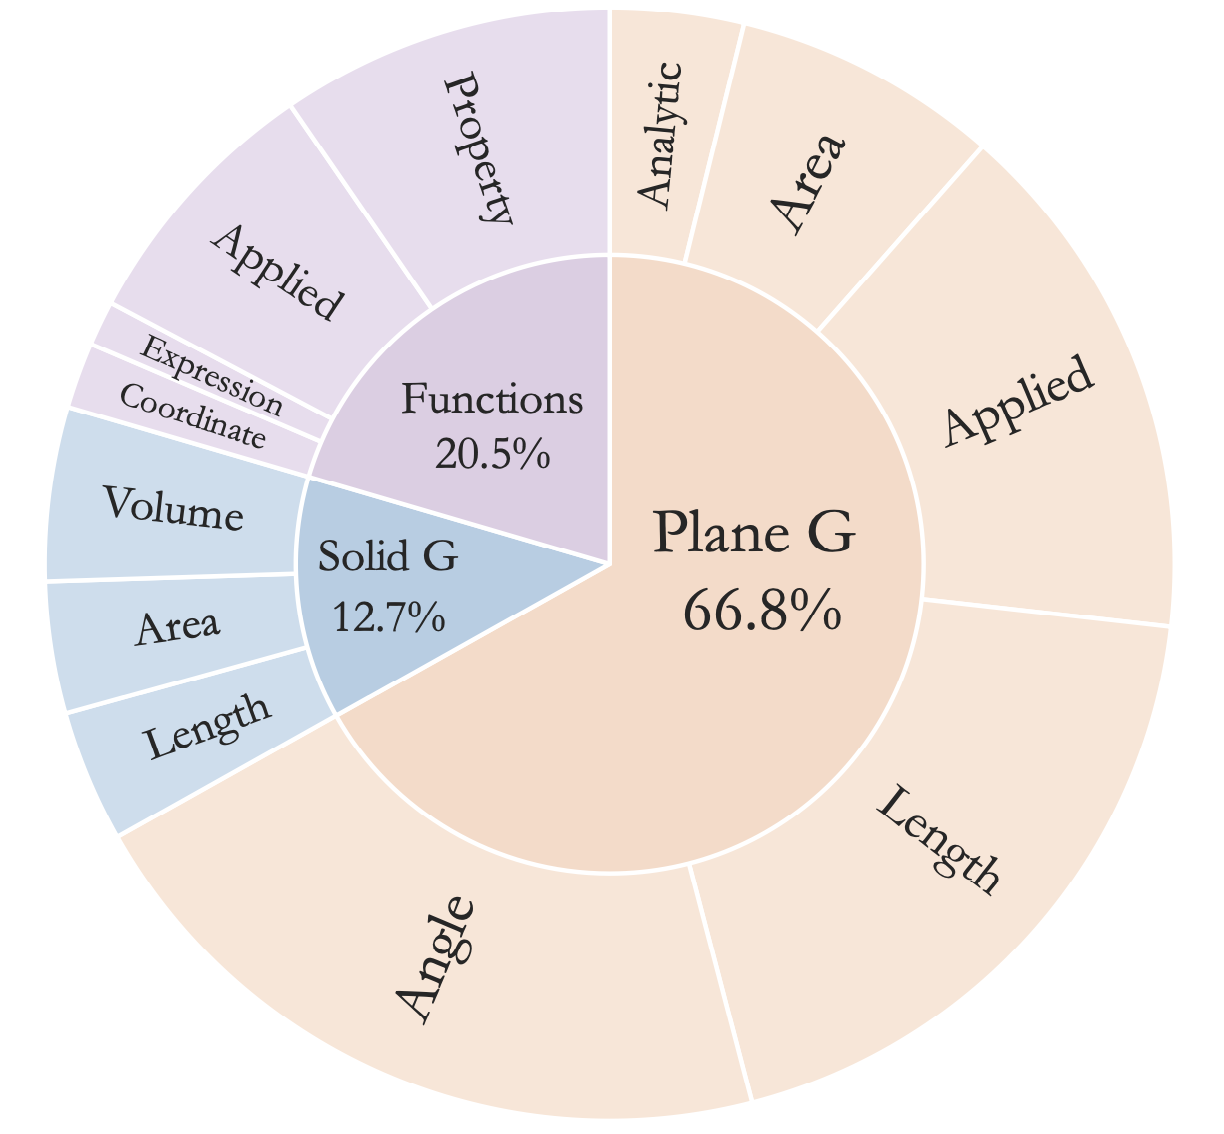 Property
Analytic
Area
Applied
Applied
Expression
Coordinate
Functions
20.5%
Volume
Solid G
12.7%
Plane G
66.8%
Area
Length
Length
Angle